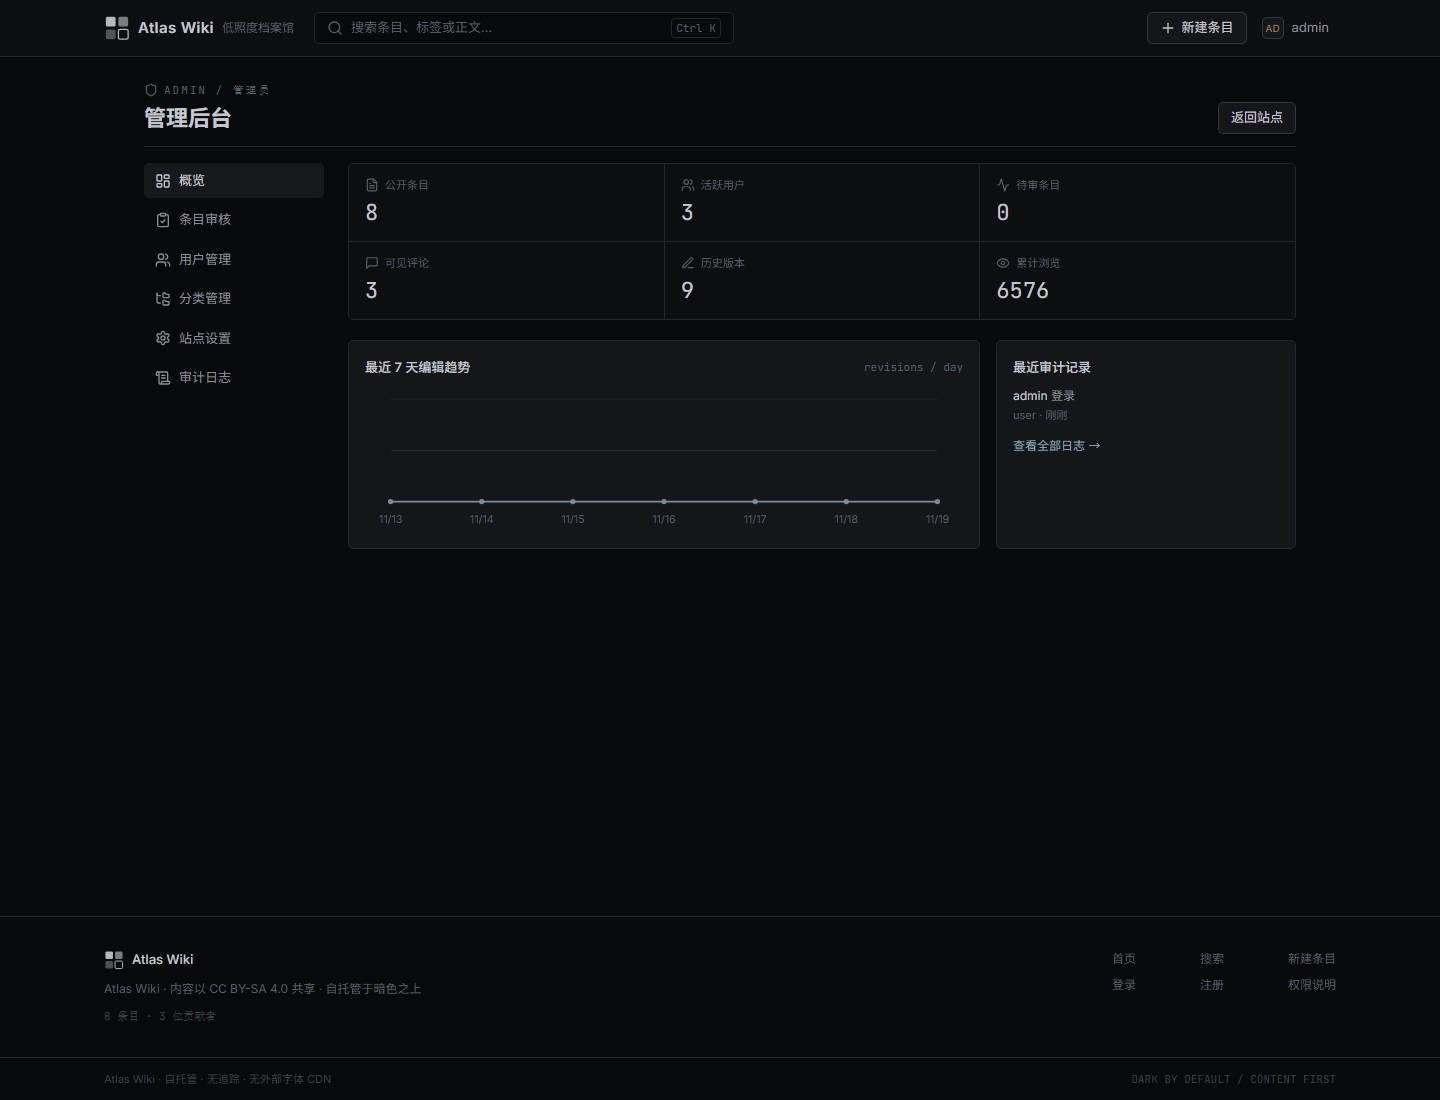 Atlas Wiki 低照度档案馆
搜索条目、标签或正文...
Ctrl K
新建条目
AD admin
ADMIN / 管理员
管理后台
返回站点
概览
条目审核
用户管理
分类管理
站点设置
审计日志
公开条目
8
活跃用户
3
待审条目
0
可见评论
3
历史版本
9
累计浏览
6576
最近 7 天编辑趋势
revisions / day
11/13 11/14 11/15 11/16 11/17 11/18 11/19
最近审计记录
admin 登录
user · 刚刚
查看全部日志 →
Atlas Wiki
Atlas Wiki · 内容以 CC BY-SA 4.0 共享 · 自托管于暗色之上
8 条目 · 3 位贡献者
首页 搜索 新建条目
登录 注册 权限说明
Atlas Wiki · 自托管 · 无追踪 · 无外部字体 CDN
DARK BY DEFAULT / CONTENT FIRST